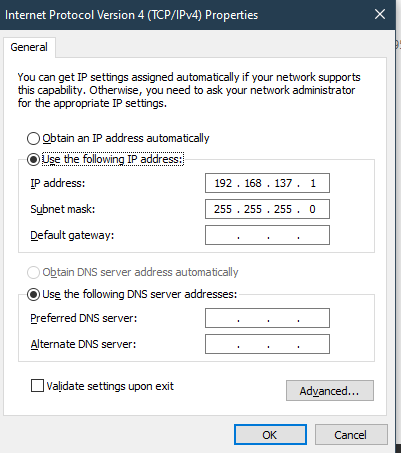 Internet Protocol Version 4 (TCP/IPv4) Properties
General
You can get IP settings assigned automatically if your network supports
this capability. Otherwise, you need to ask your network administrator
for the appropriate IP settings.
Obtain an IP address automatically
Use the following IP address:
IP address: 192 . 168 . 137 . 1
Subnet mask: 255 . 255 . 255 . 0
Default gateway: . . .
Obtain DNS server address automatically
Use the following DNS server addresses:
Preferred DNS server: . . .
Alternate DNS server: . . .
Validate settings upon exit
Advanced...
OK Cancel